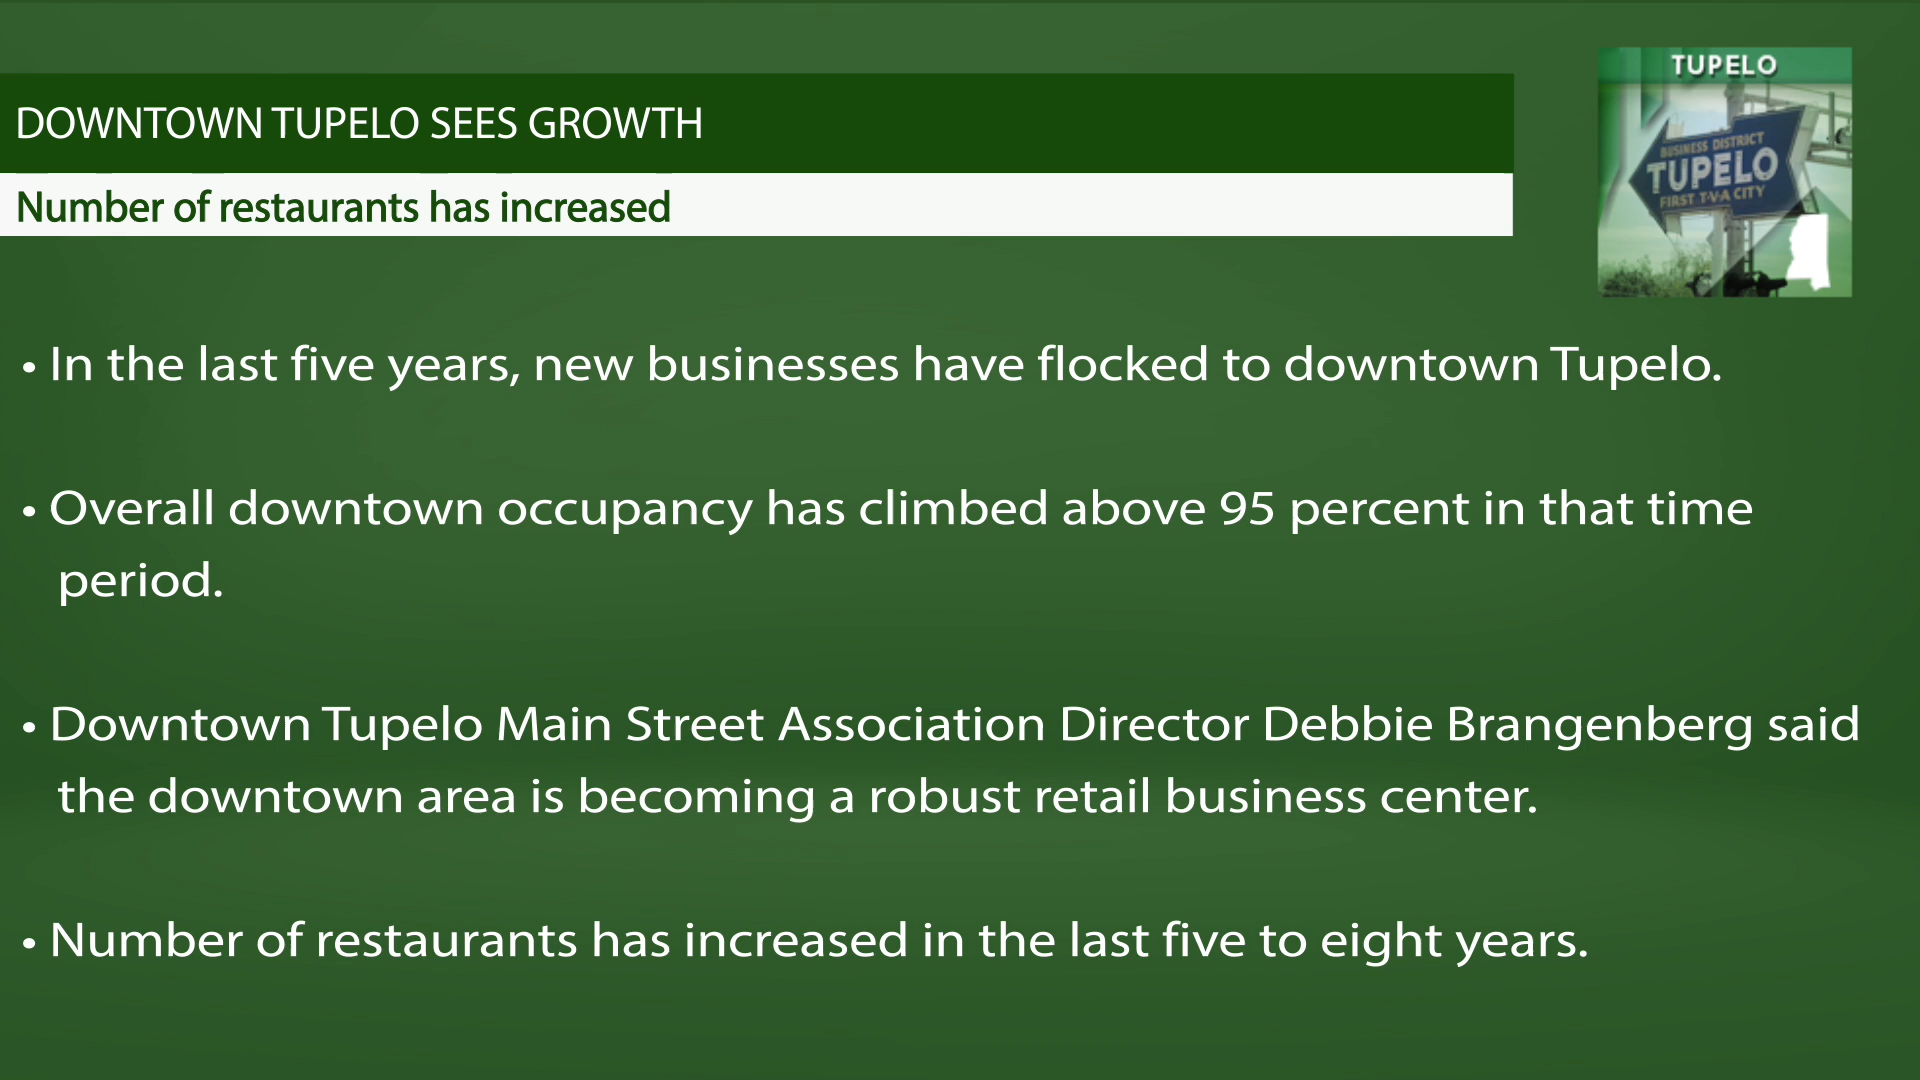 TUPELO
BUSINESS DISTRICT
TUPELO
FIRST T·V·A CITY
DOWNTOWN TUPELO SEES GROWTH
Number of restaurants has increased
• In the last five years, new businesses have flocked to downtown Tupelo.
• Overall downtown occupancy has climbed above 95 percent in that time
period.
• Downtown Tupelo Main Street Association Director Debbie Brangenberg said
the downtown area is becoming a robust retail business center.
• Number of restaurants has increased in the last five to eight years.